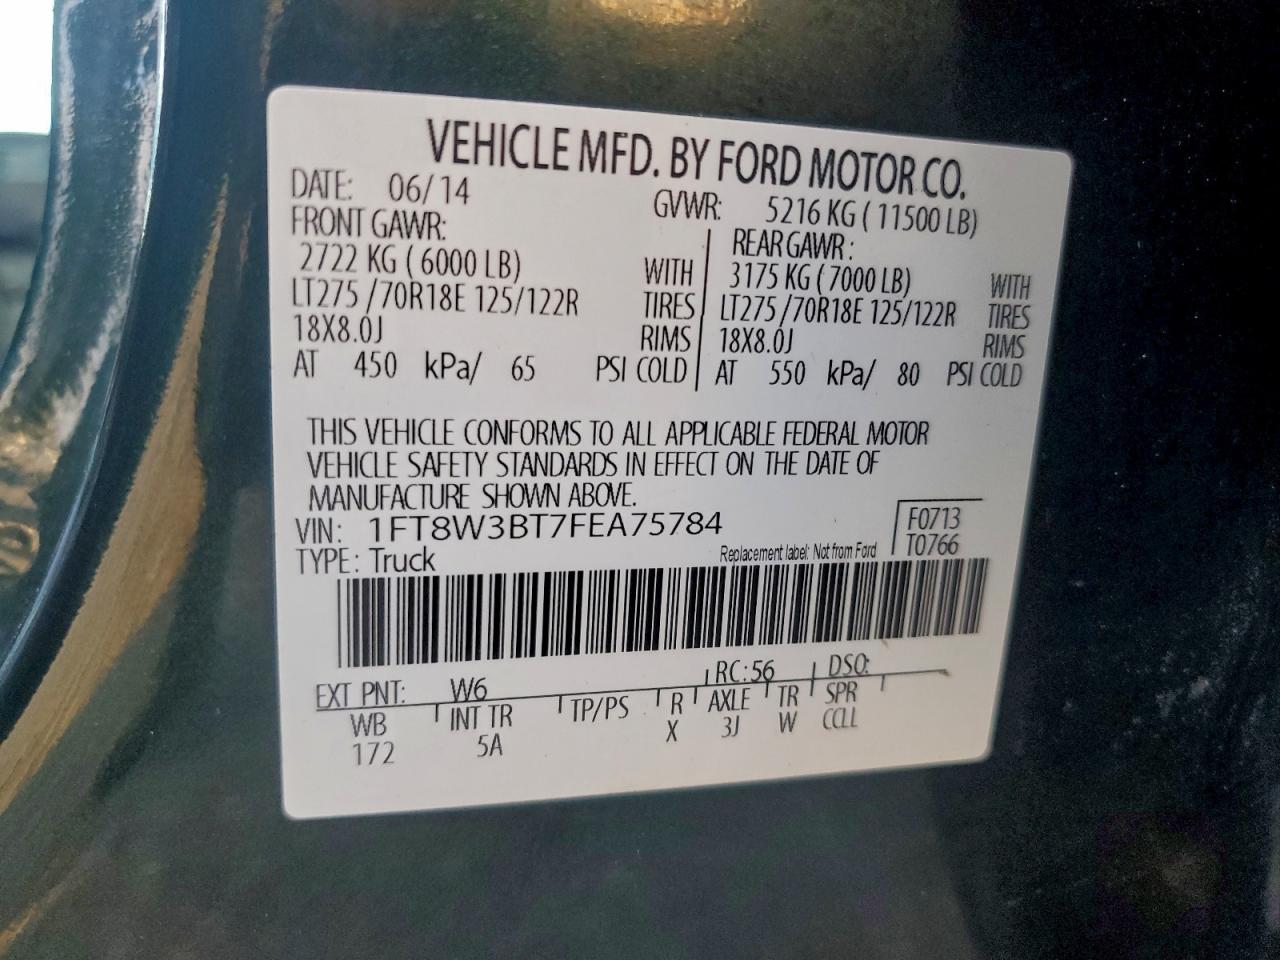 VEHICLE MFD. BY FORD MOTOR CO.
DATE: 06/14 GVWR: 5216 KG ( 11500 LB)
FRONT GAWR: REAR GAWR:
2722 KG ( 6000 LB) WITH 3175 KG (7000 LB) WITH
LT275 /70R18E 125/122R TIRES LT275 /70R18E 125/122R TIRES
18X8.0J RIMS 18X8.0J RIMS
AT 450 kPa/ 65 PSI COLD AT 550 kPa/ 80 PSI COLD
THIS VEHICLE CONFORMS TO ALL APPLICABLE FEDERAL MOTOR
VEHICLE SAFETY STANDARDS IN EFFECT ON THE DATE OF
MANUFACTURE SHOWN ABOVE.
VIN: 1FT8W3BT7FEA75784 F0713
TYPE: Truck Replacement label: Not from Ford T0766
EXT PNT: W6 RC:56 DSO:
WB INT TR TP/PS R AXLE TR SPR
172 5A X 3J W CCLL